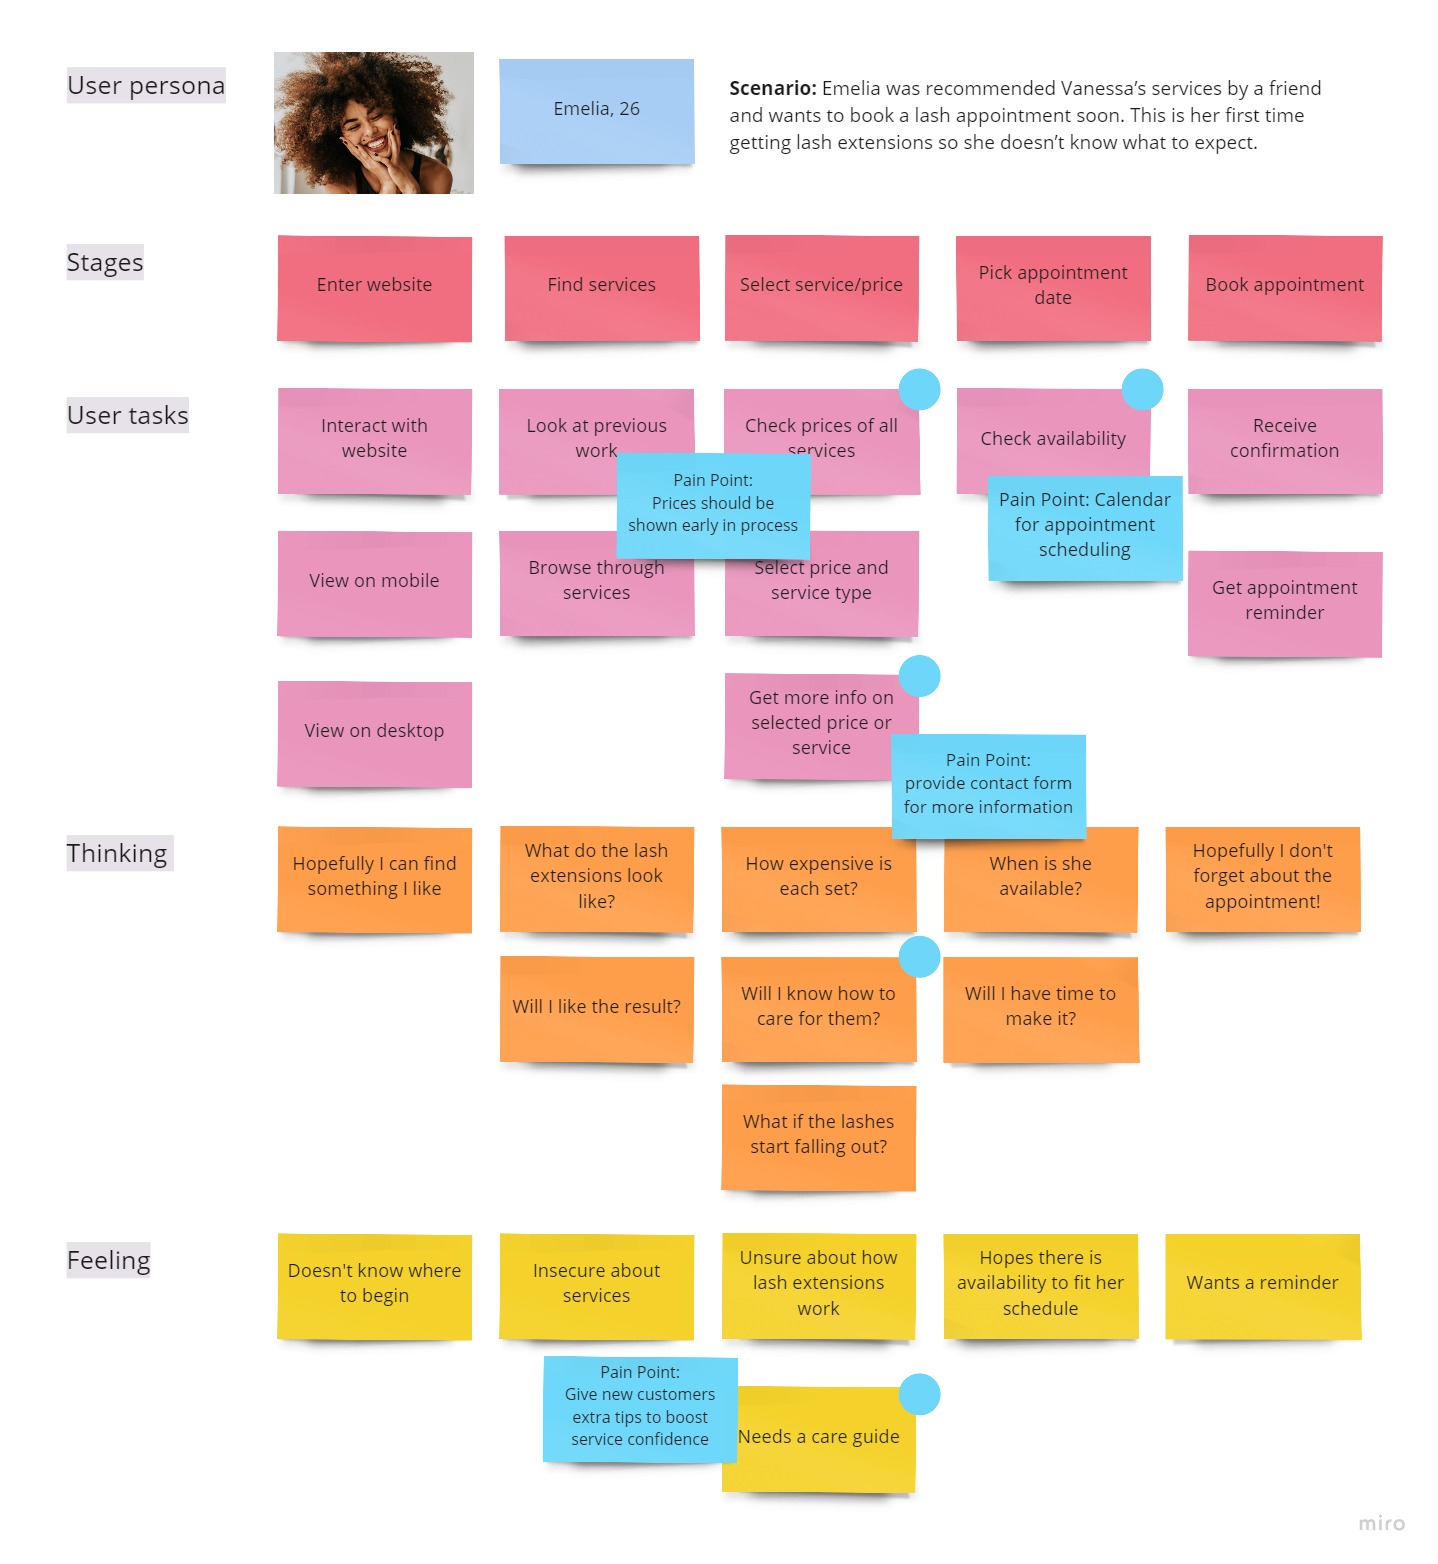 User persona
Emelia, 26
Scenario: Emelia was recommended Vanessa’s services by a friend
and wants to book a lash appointment soon. This is her first time
getting lash extensions so she doesn’t know what to expect.
Stages
Enter website
Find services
Select service/price
Pick appointment
date
Book appointment
User tasks
Interact with
website
Look at previous
work
Check prices of all
services
Check availability
Receive
confirmation
Pain Point:
Prices should be
shown early in process
Pain Point: Calendar
for appointment
scheduling
View on mobile
Browse through
services
Select price and
service type
Get appointment
reminder
View on desktop
Get more info on
selected price or
service
Pain Point:
provide contact form
for more information
Thinking
Hopefully I can find
something I like
What do the lash
extensions look
like?
How expensive is
each set?
When is she
available?
Hopefully I don't
forget about the
appointment!
Will I like the result?
Will I know how to
care for them?
Will I have time to
make it?
What if the lashes
start falling out?
Feeling
Doesn't know where
to begin
Insecure about
services
Unsure about how
lash extensions
work
Hopes there is
availability to fit her
schedule
Wants a reminder
Pain Point:
Give new customers
extra tips to boost
service confidence
Needs a care guide
miro